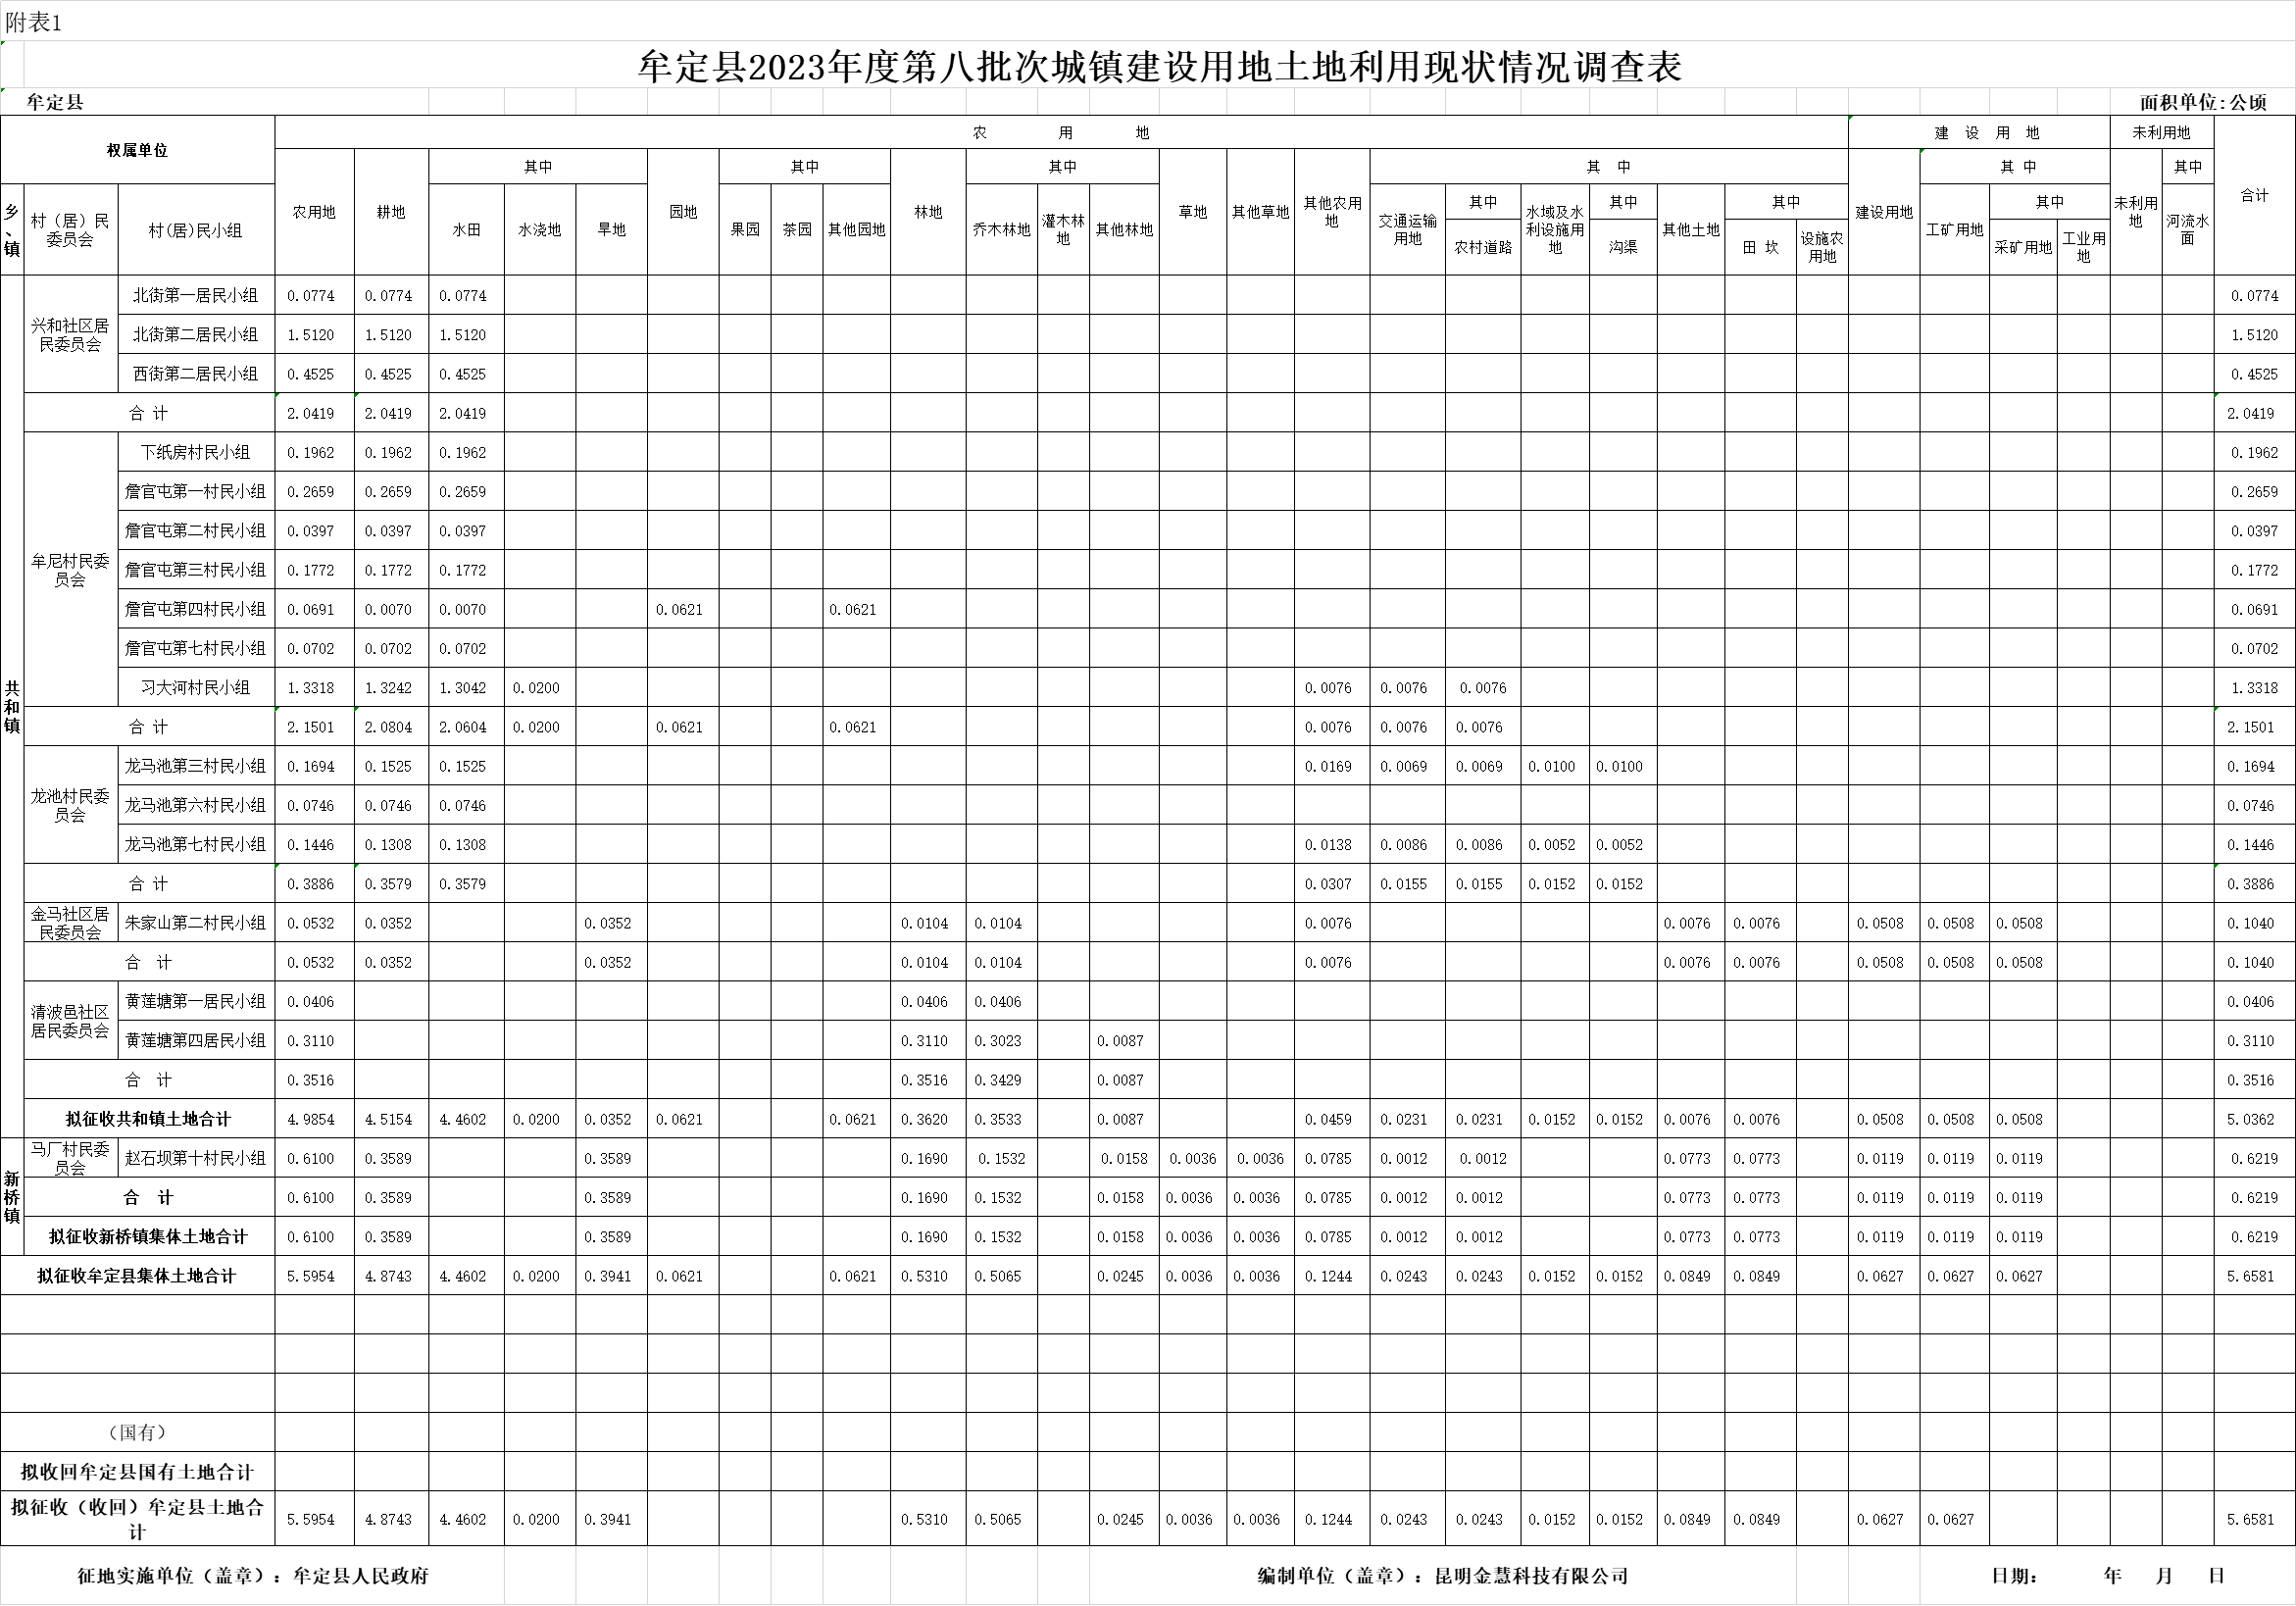 附表1
牟定县2023年度第八批次城镇建设用地土地利用现状情况调查表
牟定县 面积单位:公顷
权属单位 农 用 地 建 设 用 地 未利用地 合计
农用地 耕地 其中 园地 其中 林地 其中 草地 其他草地 其他农用地 其 中 建设用地 其 中 未利用地 其中
乡、镇 村（居）民委员会 村(居)民小组 水田 水浇地 旱地 果园 茶园 其他园地 乔木林地 灌木林地 其他林地 交通运输用地 其中 水域及水利设施用地 其中 其他土地 其中 工矿用地 其中 河流水面
农村道路 沟渠 田 坎 设施农用地 采矿用地 工业用地
共和镇 兴和社区居民委员会 北街第一居民小组 0.0774 0.0774 0.0774 0.0774
北街第二居民小组 1.5120 1.5120 1.5120 1.5120
西街第二居民小组 0.4525 0.4525 0.4525 0.4525
合 计 2.0419 2.0419 2.0419 2.0419
牟尼村民委员会 下纸房村民小组 0.1962 0.1962 0.1962 0.1962
詹官屯第一村民小组 0.2659 0.2659 0.2659 0.2659
詹官屯第二村民小组 0.0397 0.0397 0.0397 0.0397
詹官屯第三村民小组 0.1772 0.1772 0.1772 0.1772
詹官屯第四村民小组 0.0691 0.0070 0.0070 0.0621 0.0621 0.0691
詹官屯第七村民小组 0.0702 0.0702 0.0702 0.0702
习大河村民小组 1.3318 1.3242 1.3042 0.0200 0.0076 0.0076 0.0076 1.3318
合 计 2.1501 2.0804 2.0604 0.0200 0.0621 0.0621 0.0076 0.0076 0.0076 2.1501
龙池村民委员会 龙马池第三村民小组 0.1694 0.1525 0.1525 0.0169 0.0069 0.0069 0.0100 0.0100 0.1694
龙马池第六村民小组 0.0746 0.0746 0.0746 0.0746
龙马池第七村民小组 0.1446 0.1308 0.1308 0.0138 0.0086 0.0086 0.0052 0.0052 0.1446
合 计 0.3886 0.3579 0.3579 0.0307 0.0155 0.0155 0.0152 0.0152 0.3886
金马社区居民委员会 朱家山第二村民小组 0.0532 0.0352 0.0352 0.0104 0.0104 0.0076 0.0076 0.0076 0.0508 0.0508 0.0508 0.1040
合 计 0.0532 0.0352 0.0352 0.0104 0.0104 0.0076 0.0076 0.0076 0.0508 0.0508 0.0508 0.1040
清波邑社区居民委员会 黄莲塘第一居民小组 0.0406 0.0406 0.0406 0.0406
黄莲塘第四居民小组 0.3110 0.3110 0.3023 0.0087 0.3110
合 计 0.3516 0.3516 0.3429 0.0087 0.3516
拟征收共和镇土地合计 4.9854 4.5154 4.4602 0.0200 0.0352 0.0621 0.0621 0.3620 0.3533 0.0087 0.0459 0.0231 0.0231 0.0152 0.0152 0.0076 0.0076 0.0508 0.0508 0.0508 5.0362
新桥镇 马厂村民委员会 赵石坝第十村民小组 0.6100 0.3589 0.3589 0.1690 0.1532 0.0158 0.0036 0.0036 0.0785 0.0012 0.0012 0.0773 0.0773 0.0119 0.0119 0.0119 0.6219
合 计 0.6100 0.3589 0.3589 0.1690 0.1532 0.0158 0.0036 0.0036 0.0785 0.0012 0.0012 0.0773 0.0773 0.0119 0.0119 0.0119 0.6219
拟征收新桥镇集体土地合计 0.6100 0.3589 0.3589 0.1690 0.1532 0.0158 0.0036 0.0036 0.0785 0.0012 0.0012 0.0773 0.0773 0.0119 0.0119 0.0119 0.6219
拟征收牟定县集体土地合计 5.5954 4.8743 4.4602 0.0200 0.3941 0.0621 0.0621 0.5310 0.5065 0.0245 0.0036 0.0036 0.1244 0.0243 0.0243 0.0152 0.0152 0.0849 0.0849 0.0627 0.0627 0.0627 5.6581
（国有）
拟收回牟定县国有土地合计
拟征收（收回）牟定县土地合计 5.5954 4.8743 4.4602 0.0200 0.3941 0.5310 0.5065 0.0245 0.0036 0.0036 0.1244 0.0243 0.0243 0.0152 0.0152 0.0849 0.0849 0.0627 0.0627 5.6581
征地实施单位（盖章）：牟定县人民政府 编制单位（盖章）：昆明金慧科技有限公司 日期： 年 月 日